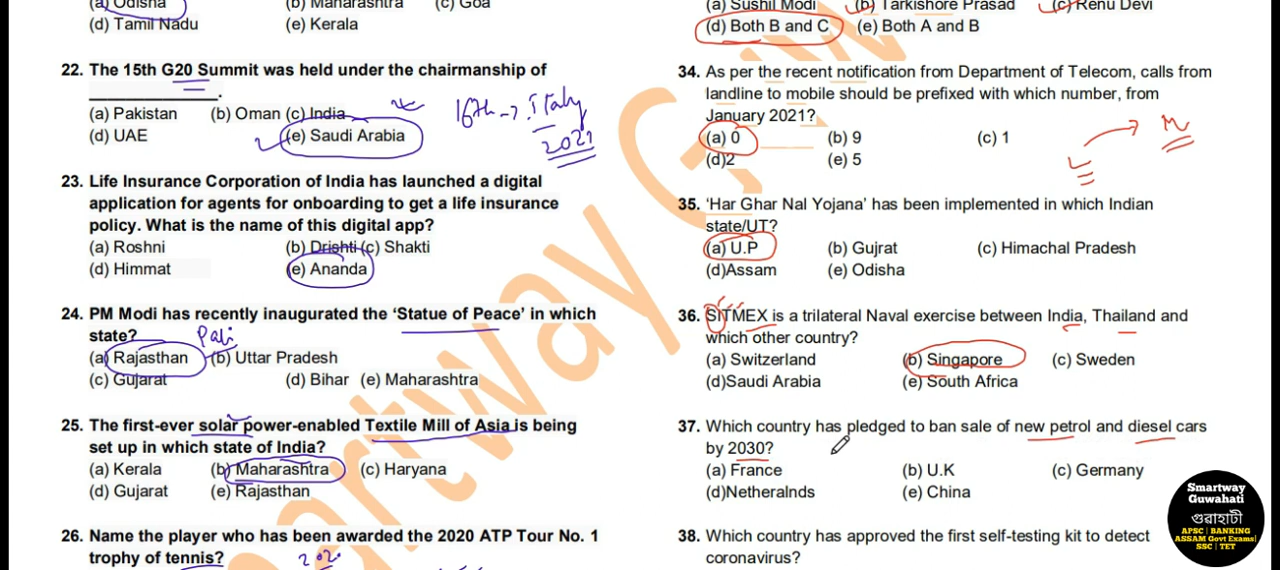 (a) Odisha (b) Maharashtra (c) Goa
(d) Tamil Nadu (e) Kerala
22. The 15th G20 Summit was held under the chairmanship of
____________.
(a) Pakistan (b) Oman (c) India
(d) UAE (e) Saudi Arabia
16th → Italy
2021
23. Life Insurance Corporation of India has launched a digital
application for agents for onboarding to get a life insurance
policy. What is the name of this digital app?
(a) Roshni (b) Drishti (c) Shakti
(d) Himmat (e) Ananda
24. PM Modi has recently inaugurated the ‘Statue of Peace’ in which
state? Pali
(a) Rajasthan (b) Uttar Pradesh
(c) Gujarat (d) Bihar (e) Maharashtra
25. The first-ever solar power-enabled Textile Mill of Asia is being
set up in which state of India?
(a) Kerala (b) Maharashtra (c) Haryana
(d) Gujarat (e) Rajasthan
26. Name the player who has been awarded the 2020 ATP Tour No. 1
trophy of tennis? 2020
(a) Sushil Modi (b) Tarkishore Prasad (c) Renu Devi
(d) Both B and C (e) Both A and B
34. As per the recent notification from Department of Telecom, calls from
landline to mobile should be prefixed with which number, from
January 2021?
(a) 0 (b) 9 (c) 1
(d)2 (e) 5
L → M
35. ‘Har Ghar Nal Yojana’ has been implemented in which Indian
state/UT?
(a) U.P (b) Gujrat (c) Himachal Pradesh
(d)Assam (e) Odisha
36. SITMEX is a trilateral Naval exercise between India, Thailand and
which other country?
(a) Switzerland (b) Singapore (c) Sweden
(d)Saudi Arabia (e) South Africa
37. Which country has pledged to ban sale of new petrol and diesel cars
by 2030?
(a) France (b) U.K (c) Germany
(d)Netheralnds (e) China
38. Which country has approved the first self-testing kit to detect
coronavirus?
Smartway
Guwahati
গুৱাহাটী
APSC | BANKING
ASSAM Govt Exams|
SSC | TET